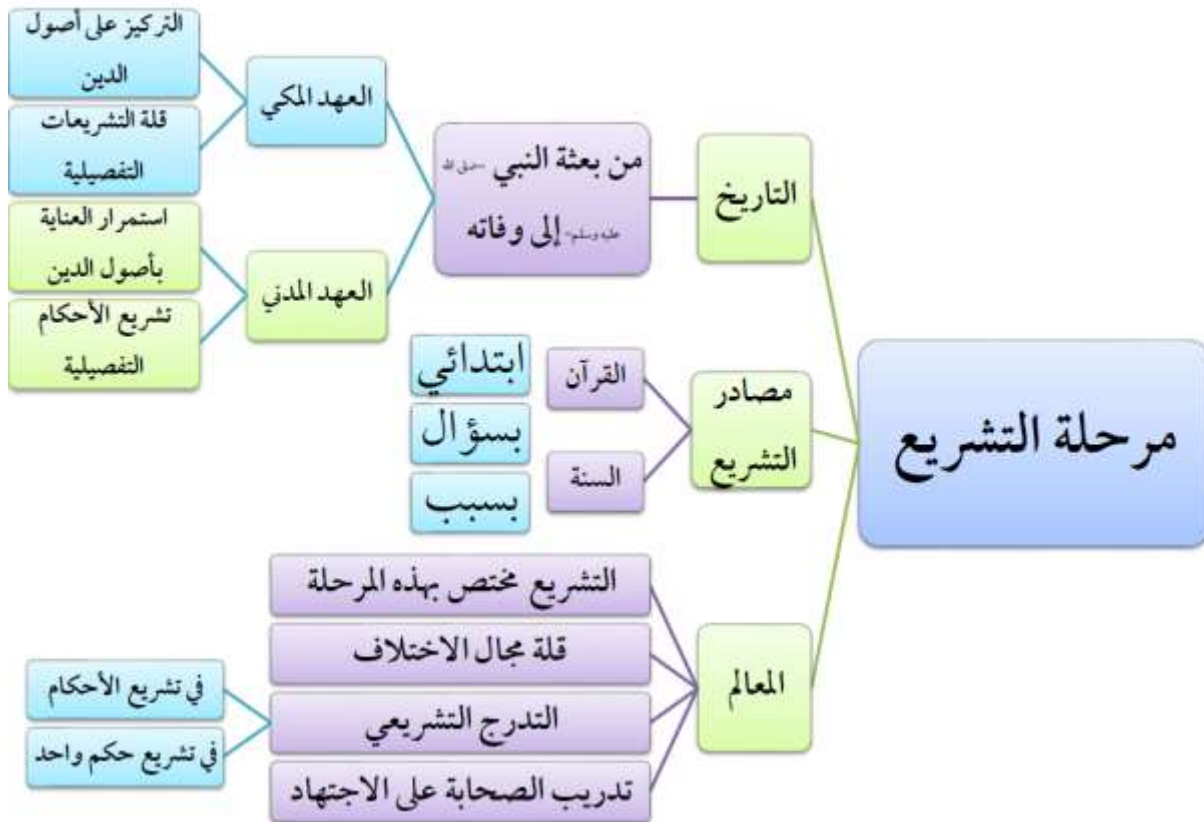 مرحلة التشريع
التاريخ
من بعثة النبي -صلى الله
عليه وسلم- إلى وفاته
العهد المكي
التركيز على أصول
الدين
قلة التشريعات
التفصيلية
العهد المدني
استمرار العناية
بأصول الدين
تشريع الأحكام
التفصيلية
مصادر
التشريع
القرآن
السنة
ابتدائي
بسؤال
بسبب
المعالم
التشريع مختص بهذه المرحلة
قلة مجال الاختلاف
التدرج التشريعي
في تشريع الأحكام
في تشريع حكم واحد
تدريب الصحابة على الاجتهاد